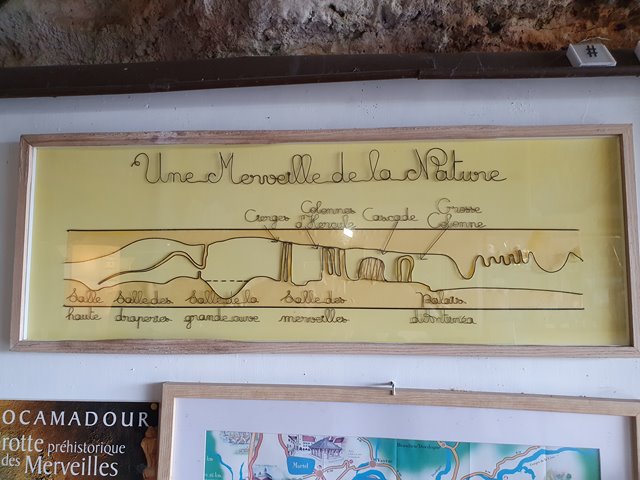 Une Merveille de la Nature
Cierges
Colonnes
d'Hercule
Cascade
Grosse
Colonne
Salle
haute
Salle des
draperies
Salle de la
grande cuve
Salle des
merveilles
Palais
#
OCAMADOUR
rotte préhistorique
des Merveilles
Martel